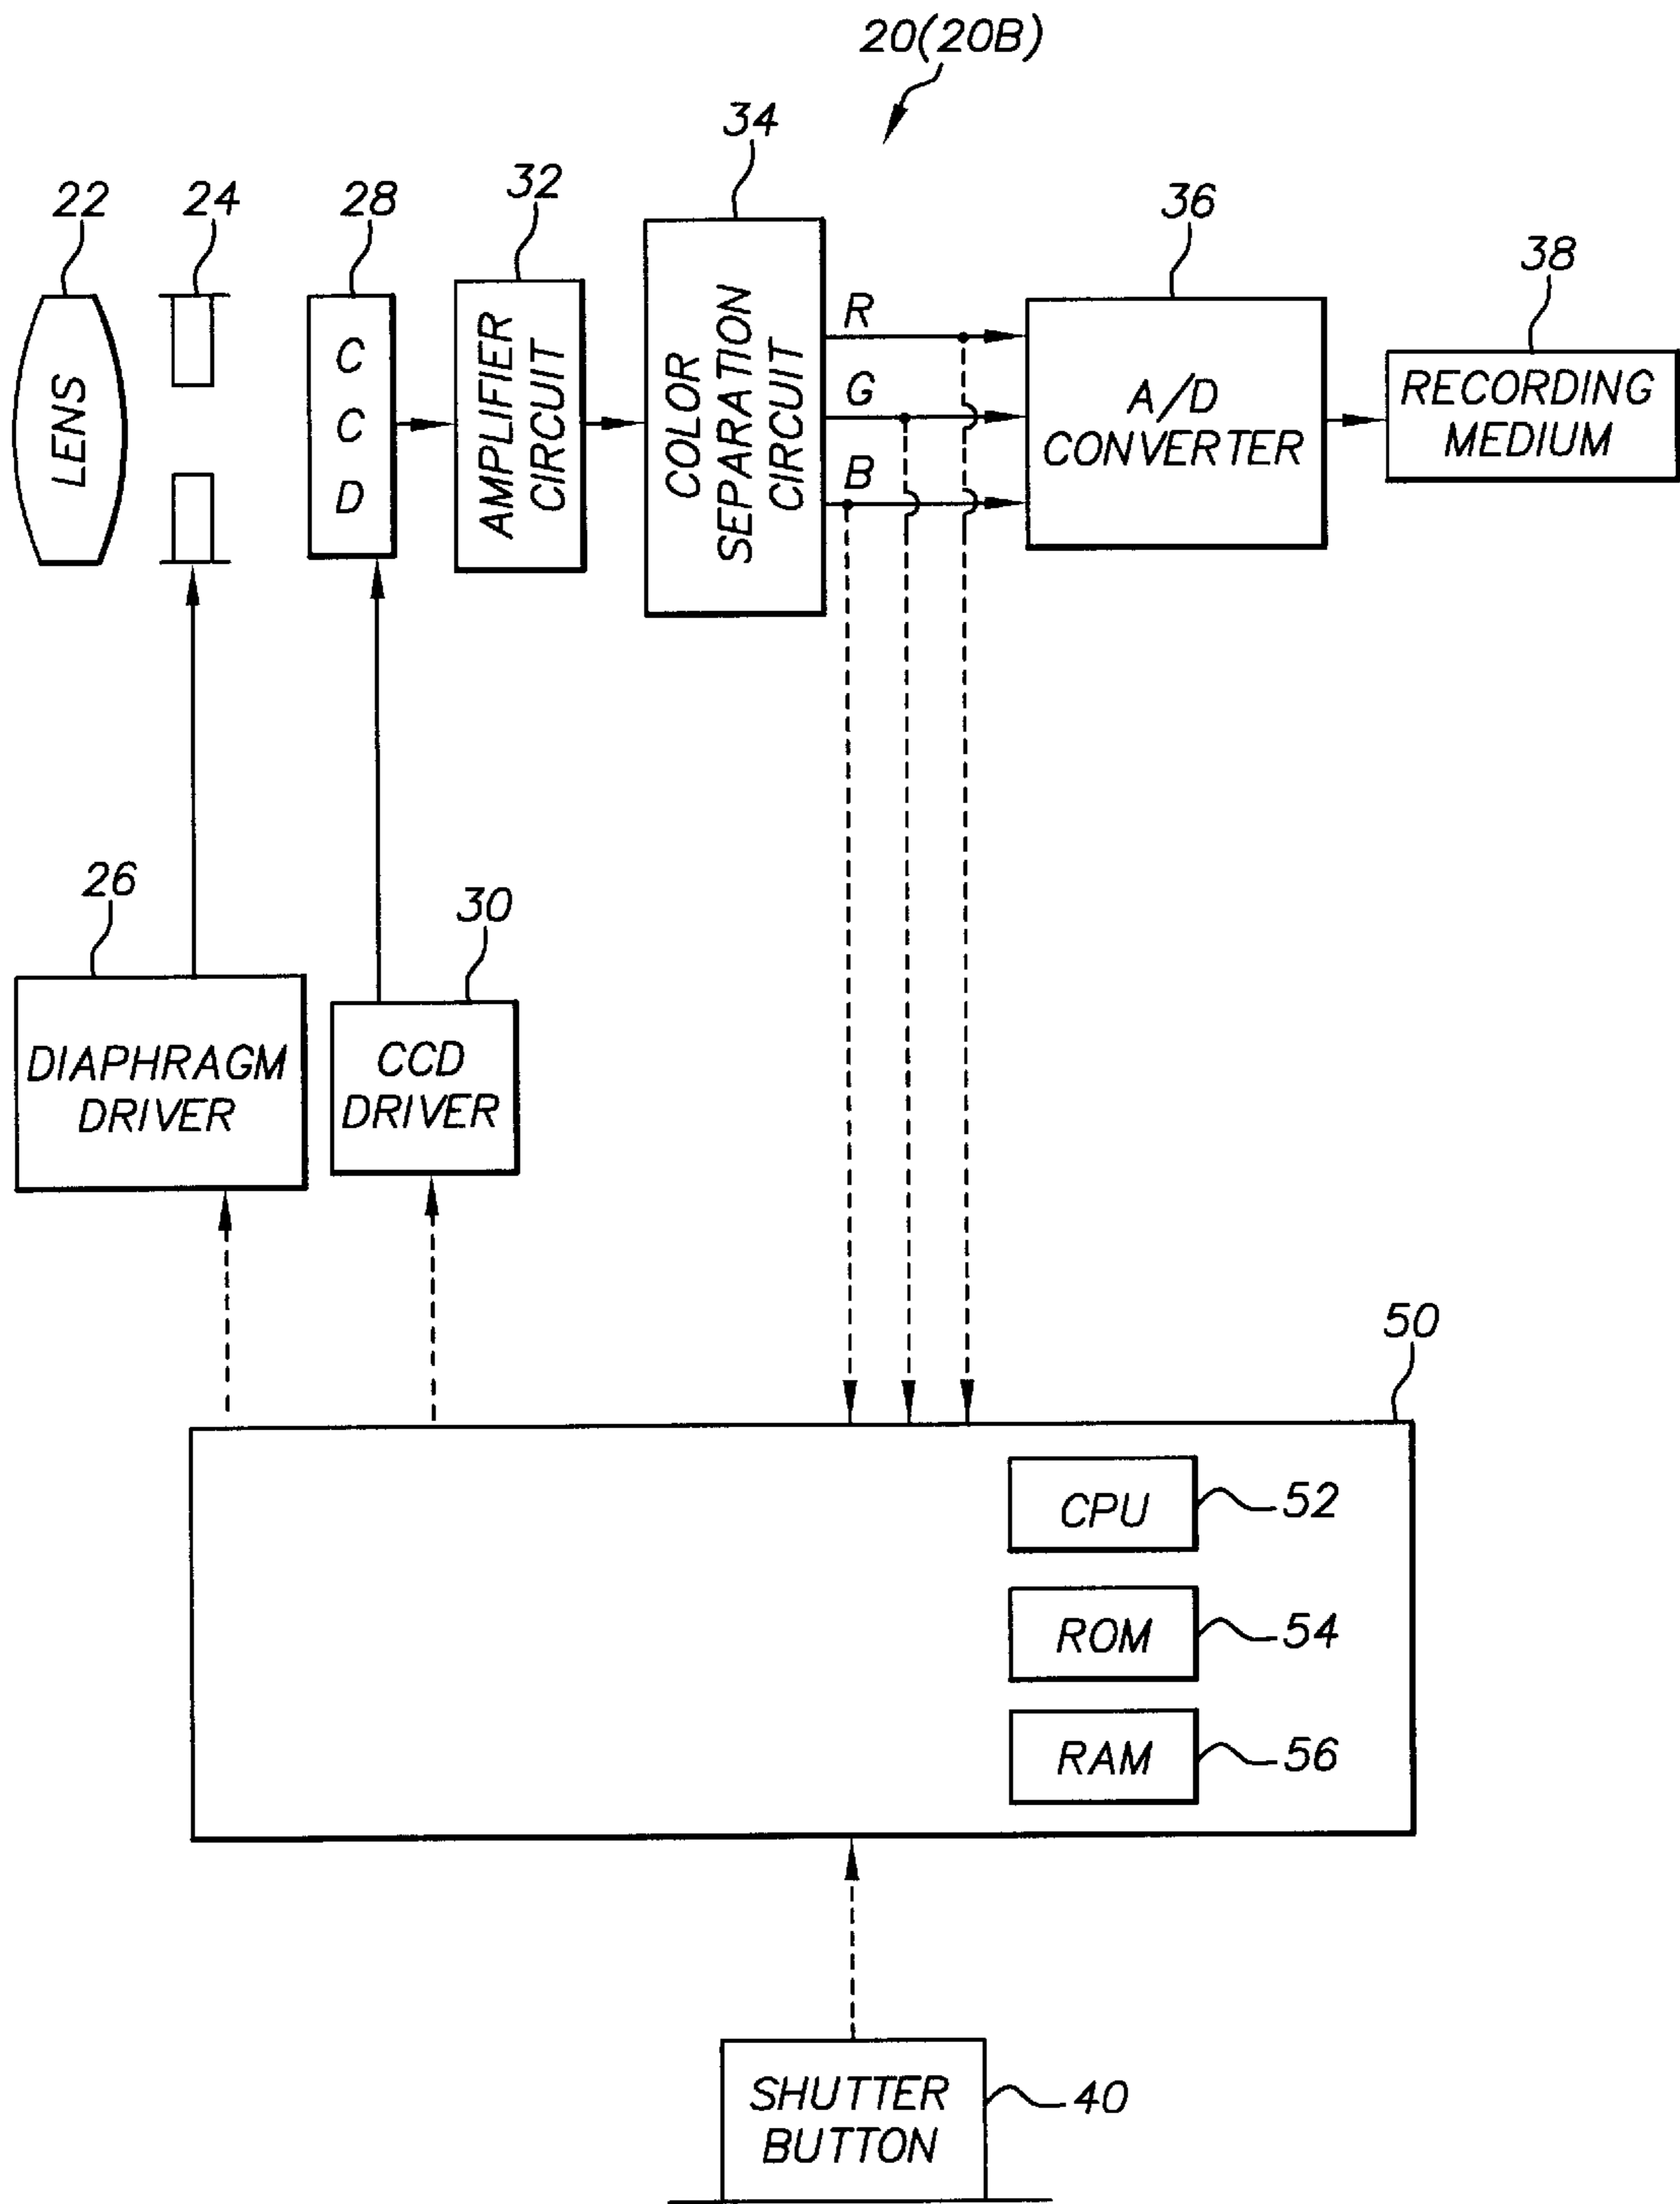 20(20B)
34
32
22
24
28
36
38
LENS
C
C
D
AMPLIFIER
CIRCUIT
COLOR
SEPARATION
CIRCUIT
R
G
B
A/D
CONVERTER
RECORDING
MEDIUM
26
30
DIAPHRAGM
DRIVER
CCD
DRIVER
50
CPU
52
ROM
54
RAM
56
SHUTTER
BUTTON
40